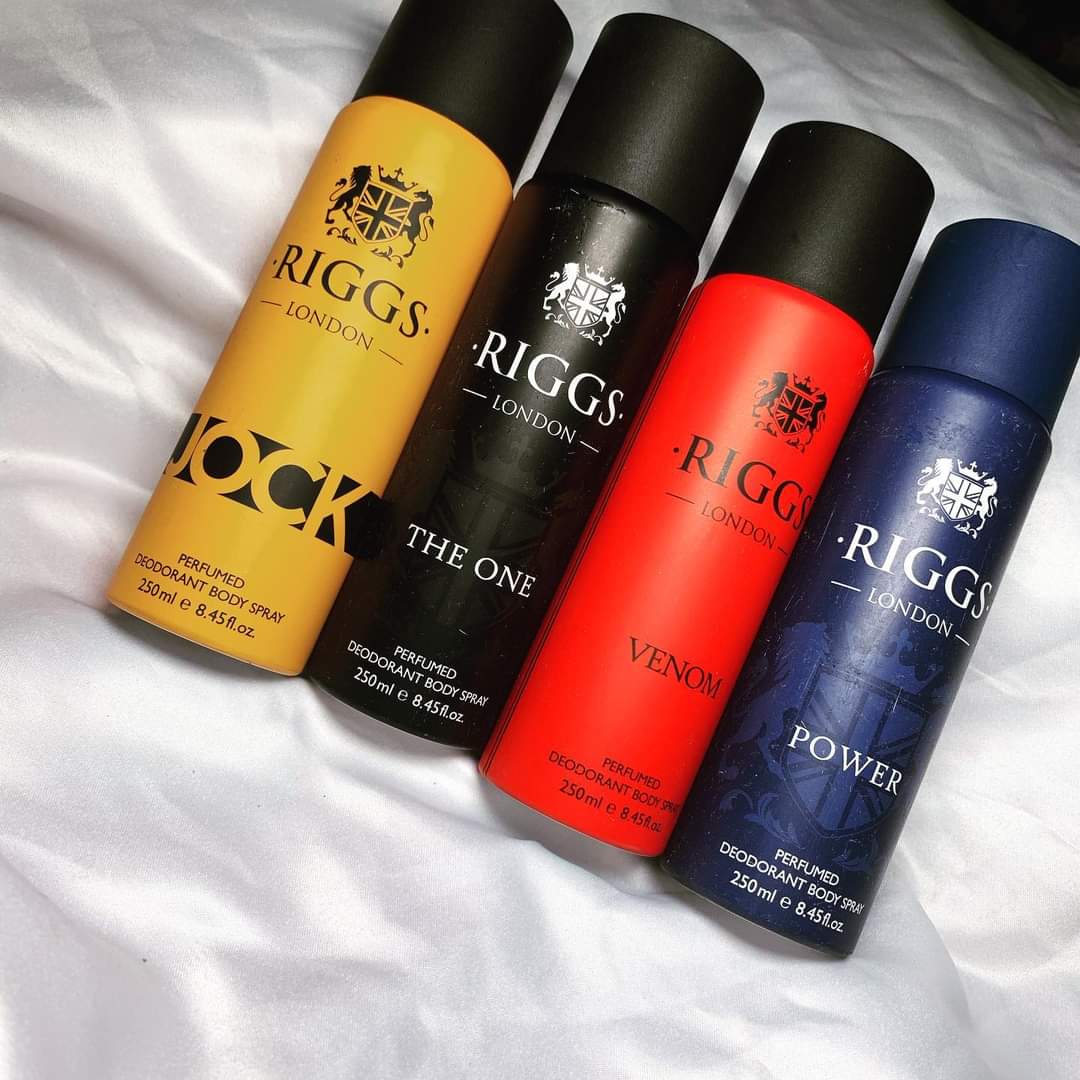 ·RIGGS·
LONDON
JOCK
PERFUMED
DEODORANT BODY SPRAY
250ml e 8.45fl.oz.
·RIGGS·
LONDON
THE ONE
PERFUMED
DEODORANT BODY SPRAY
250ml e 8.45fl.oz.
·RIGGS
LONDON
VENOM
PERFUMED
DEODORANT BODY SPRAY
250ml e 8.45fl.oz.
·RIGGS·
LONDON
POWER
PERFUMED
DEODORANT BODY SPRAY
250ml e 8.45fl.oz.